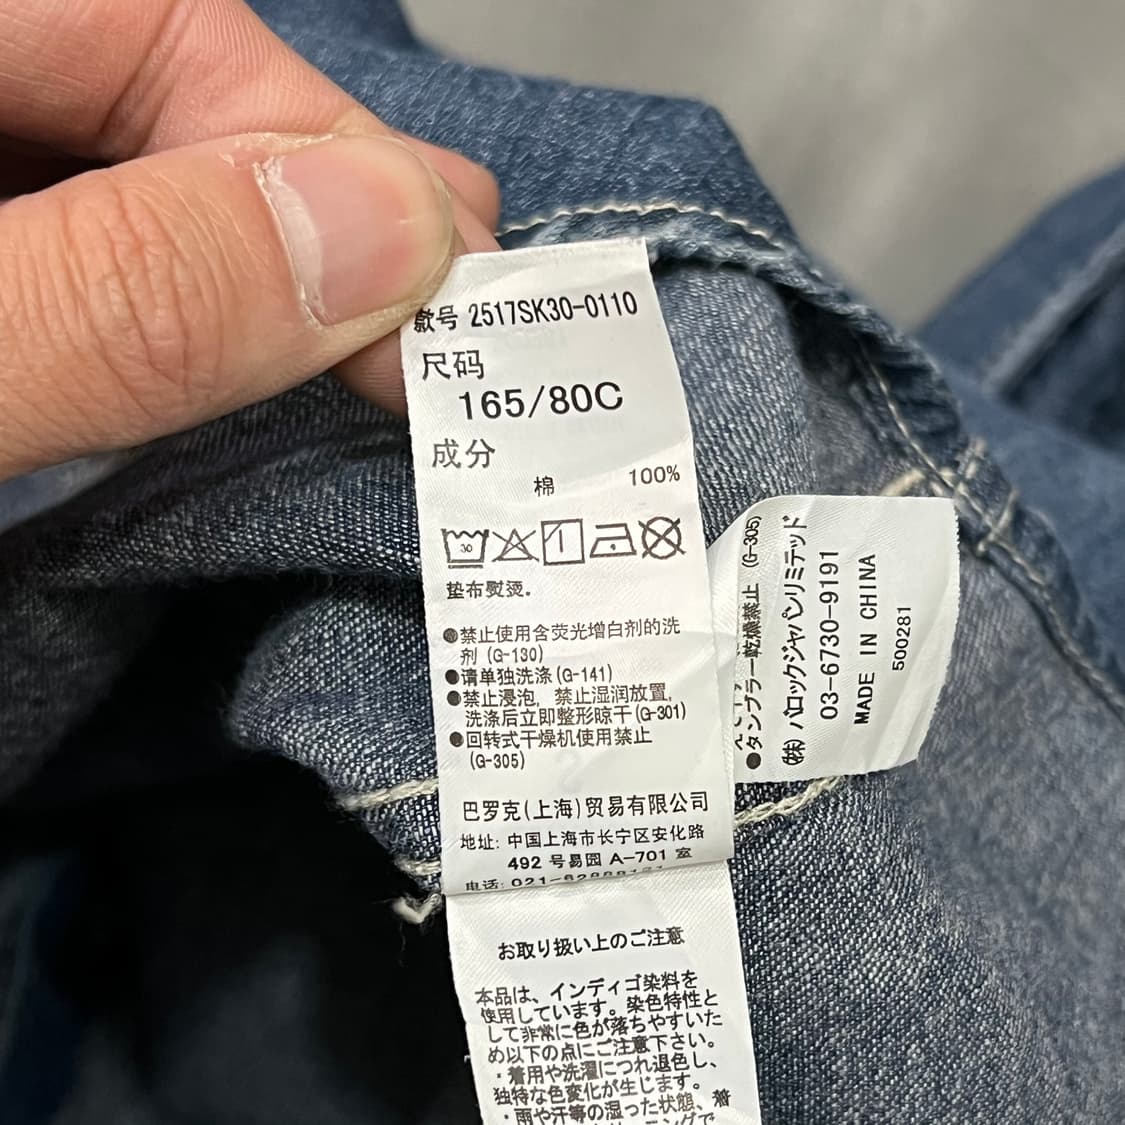 款号 2517SK30-0110
尺码
165/80C
成分
棉 100%
30
垫布熨烫.
●禁止使用含荧光增白剂的洗
剂(G-130)
●请单独洗涤(G-141)
●禁止浸泡, 禁止湿润放置,
洗涤后立即整形晾干(G-301)
●回转式干燥机使用禁止
(G-305)
巴罗克(上海)贸易有限公司
地址: 中国上海市长宁区安化路
492 号易园 A-701 室
电话: 021-
お取り扱い上のご注意
本品は、インディゴ染料を
使用しています。染色特性と
して非常に色が落ちやすいた
め以下の点にご注意下さい。
・着用や洗濯につれ退色し、
独特な色変化が生じます。
・雨や汗等の湿った状態、着
●タンブラー乾燥禁止 (G-305)
(株)バロックジャパンリミテッド
03-6730-9191
MADE IN CHINA
500281